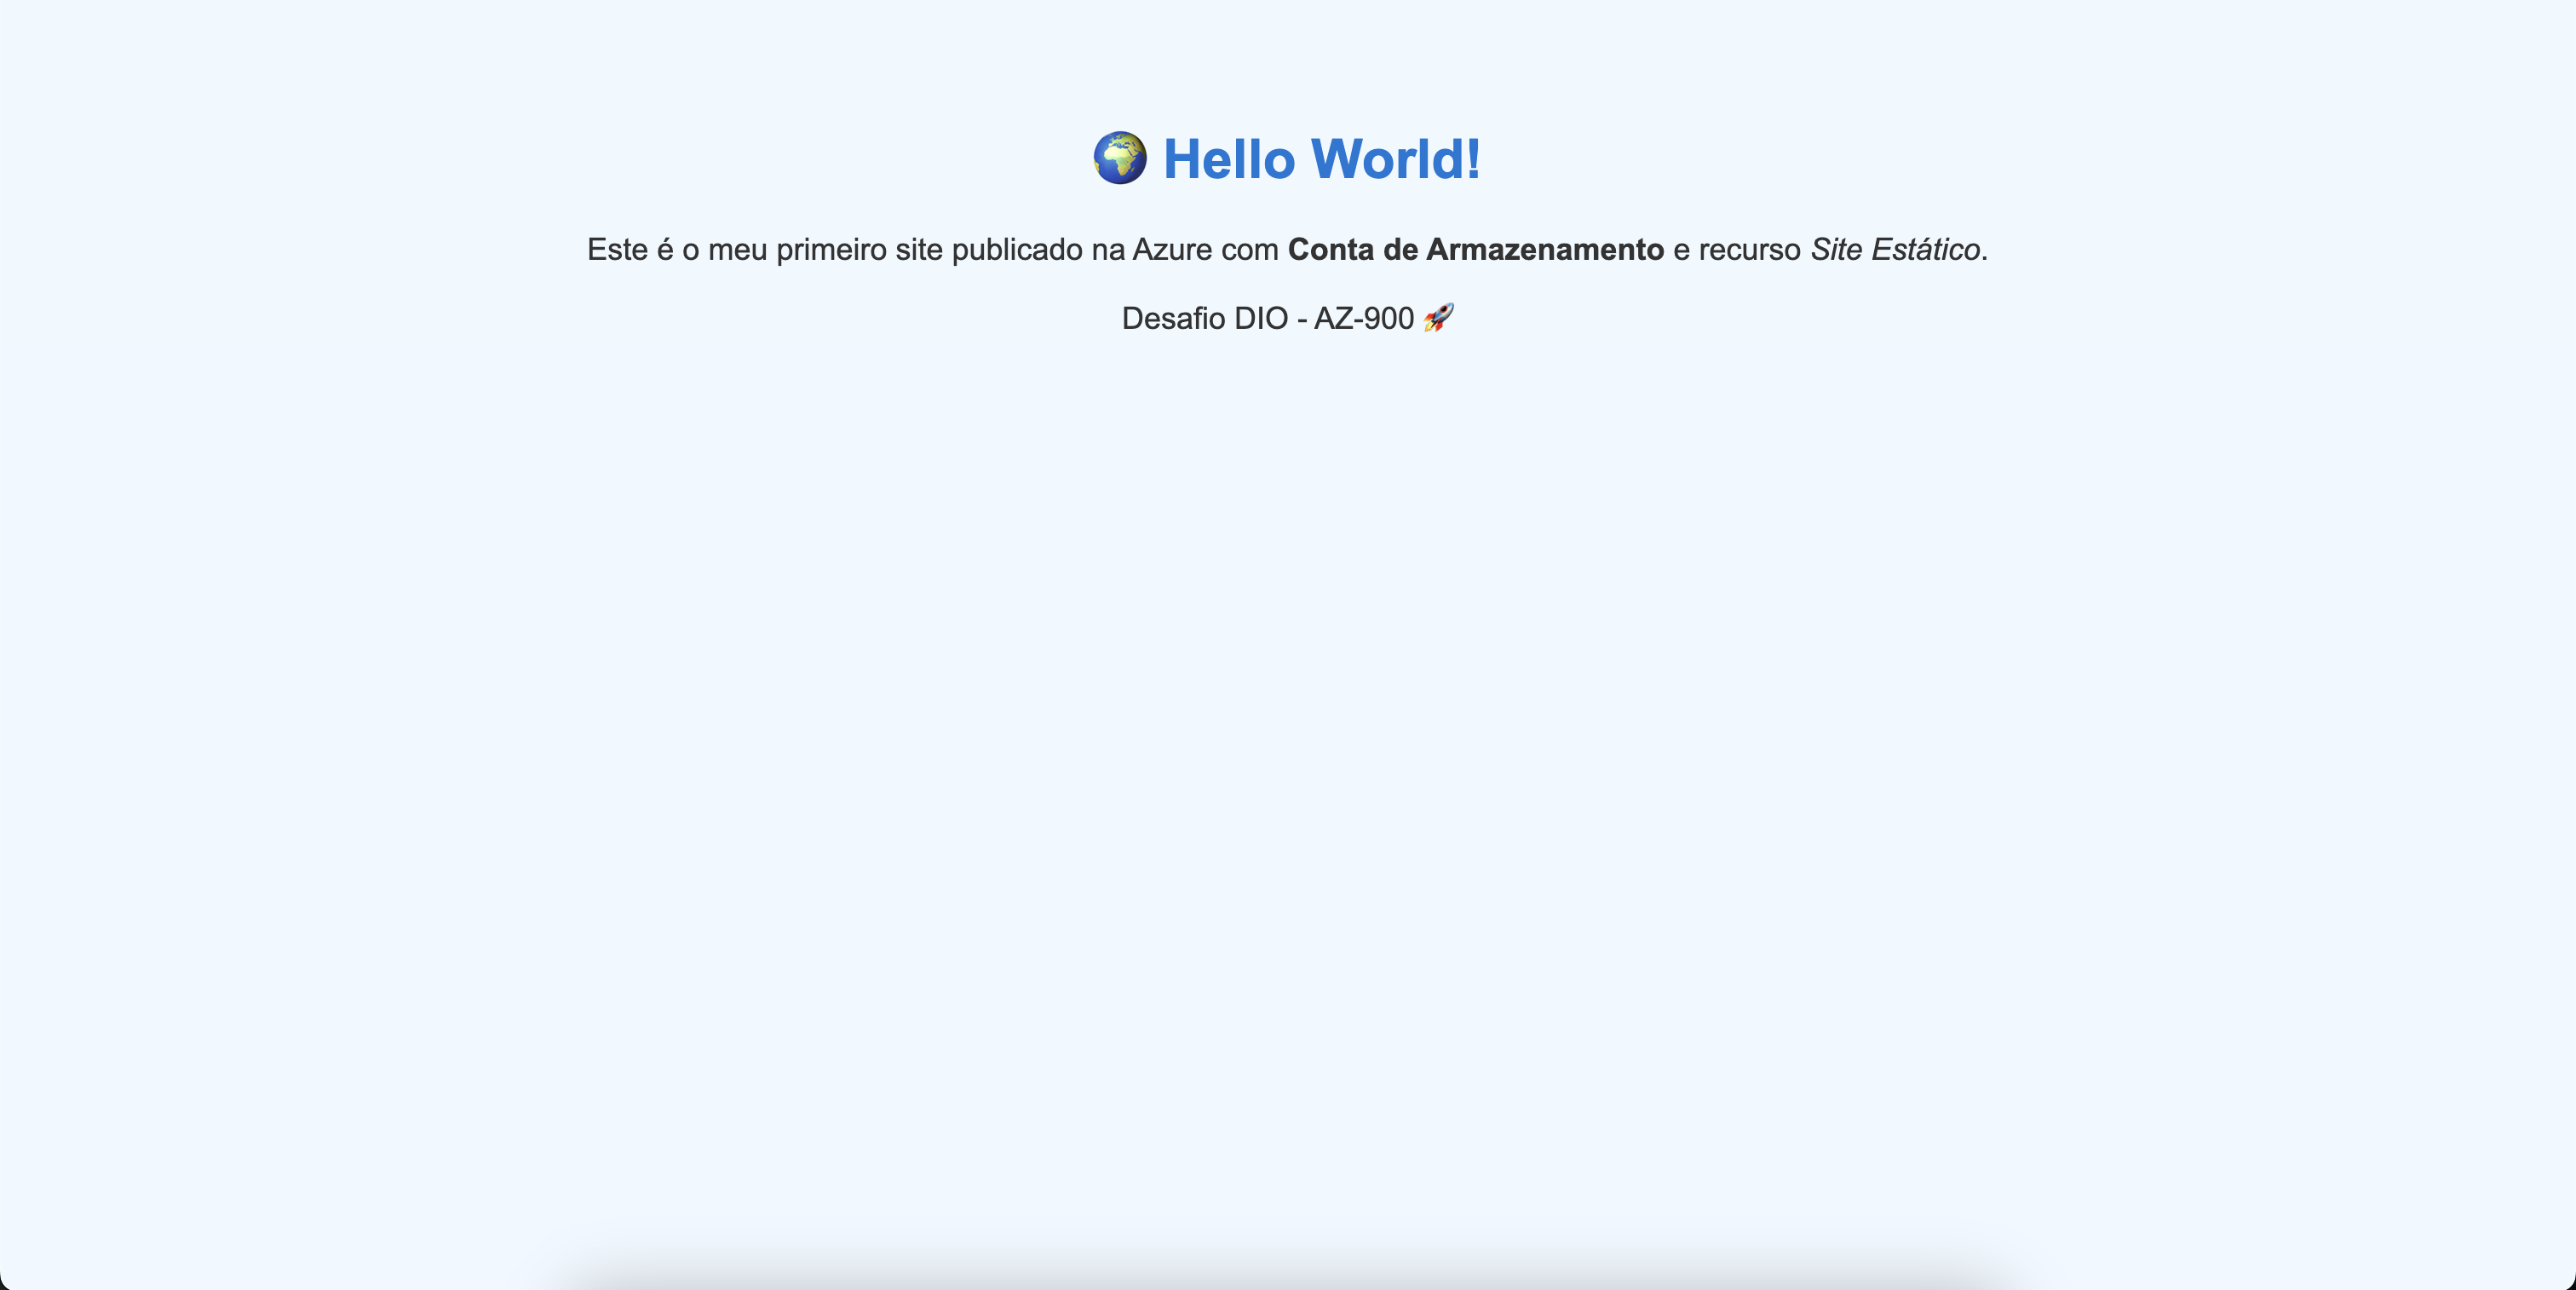 🌍 Hello World!
Este é o meu primeiro site publicado na Azure com Conta de Armazenamento e recurso Site Estático.
Desafio DIO - AZ-900 🚀